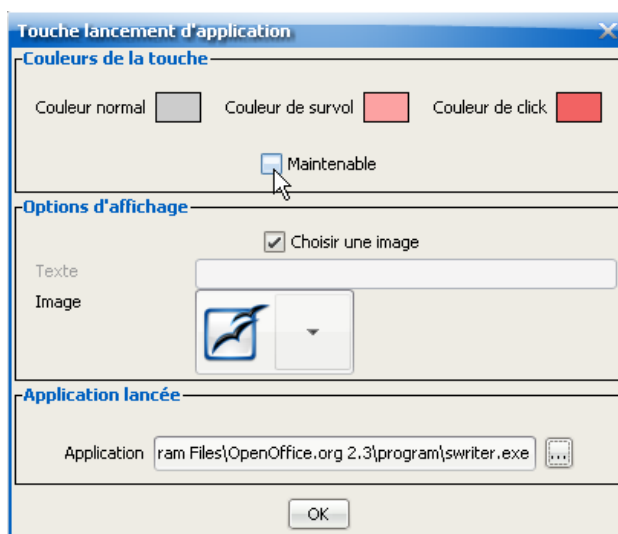 Touche lancement d'application
Couleurs de la touche
Couleur normal Couleur de survol Couleur de click
Maintenable
Options d'affichage
Choisir une image
Texte
Image
Application lancée
Application ram Files\OpenOffice.org 2.3\program\swriter.exe ...
OK